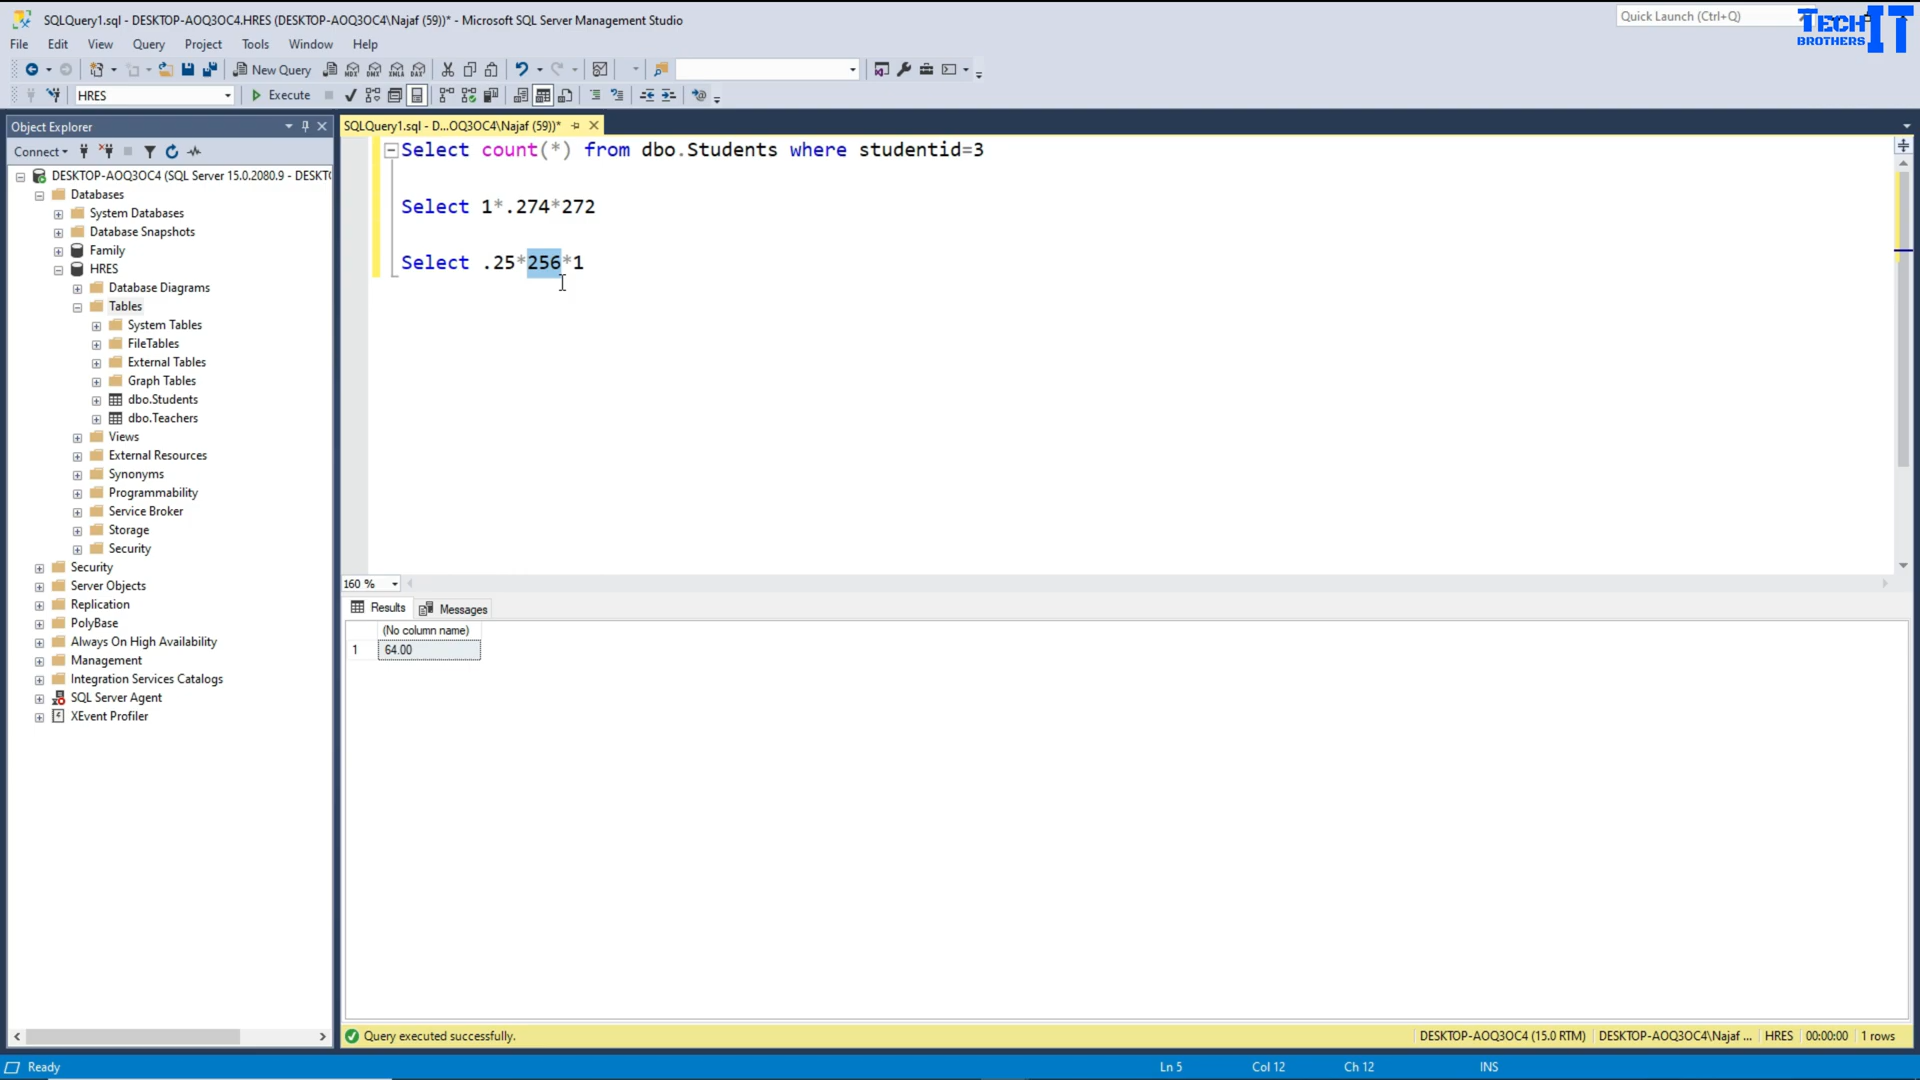 SQLQuery1.sql - DESKTOP-AOQ3OC4.HRES (DESKTOP-AOQ3OC4\Najaf (59))* - Microsoft SQL Server Management Studio
Quick Launch (Ctrl+Q)
TECH IT
BROTHERS
File Edit View Query Project Tools Window Help
New Query
HRES
Execute
Object Explorer
SQLQuery1.sql - D...OQ3OC4\Najaf (59))*
Connect
DESKTOP-AOQ3OC4 (SQL Server 15.0.2080.9 - DESKT
Databases
System Databases
Database Snapshots
Family
HRES
Database Diagrams
Tables
System Tables
FileTables
External Tables
Graph Tables
dbo.Students
dbo.Teachers
Views
External Resources
Synonyms
Programmability
Service Broker
Storage
Security
Security
Server Objects
Replication
PolyBase
Always On High Availability
Management
Integration Services Catalogs
SQL Server Agent
XEvent Profiler
Select count(*) from dbo.Students where studentid=3
Select 1*.274*272
Select .25*256*1
160 %
Results Messages
(No column name)
1 64.00
Query executed successfully.
DESKTOP-AOQ3OC4 (15.0 RTM) DESKTOP-AOQ3OC4\Najaf ... HRES 00:00:00 1 rows
Ready Ln 5 Col 12 Ch 12 INS